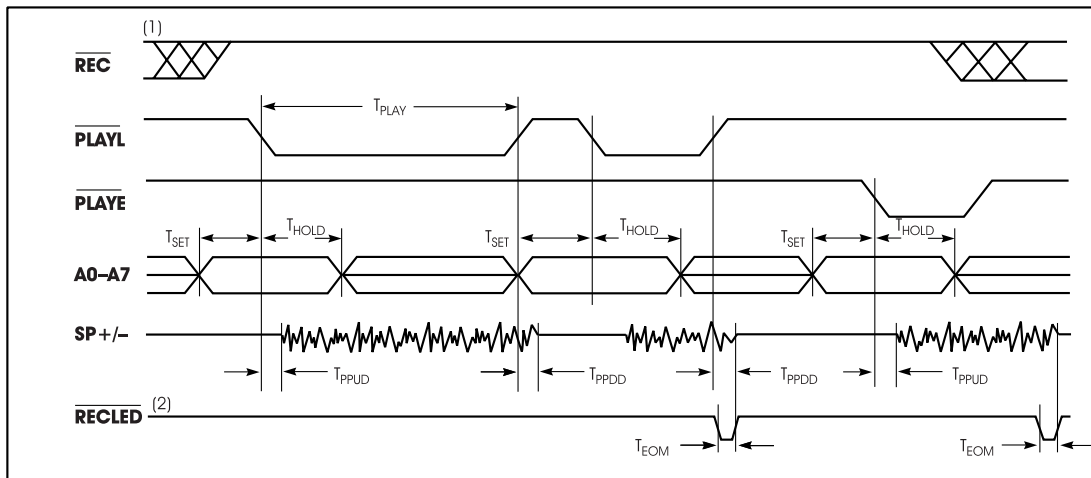 (1)
REC
T_PLAY
PLAYL
PLAYE
T_SET T_HOLD T_SET T_HOLD T_SET T_HOLD
A0–A7
SP+/–
T_PPUD T_PPDD T_PPDD T_PPUD
RECLED (2)
T_EOM T_EOM